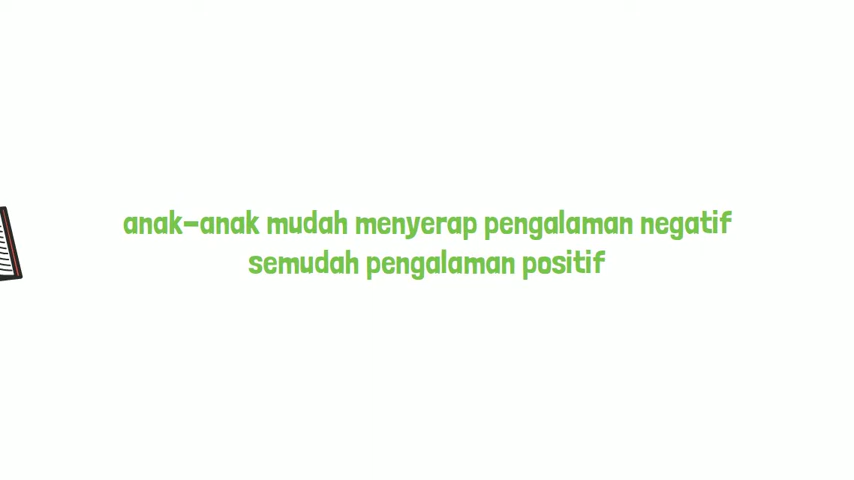 anak-anak mudah menyerap pengalaman negatif
semudah pengalaman positif